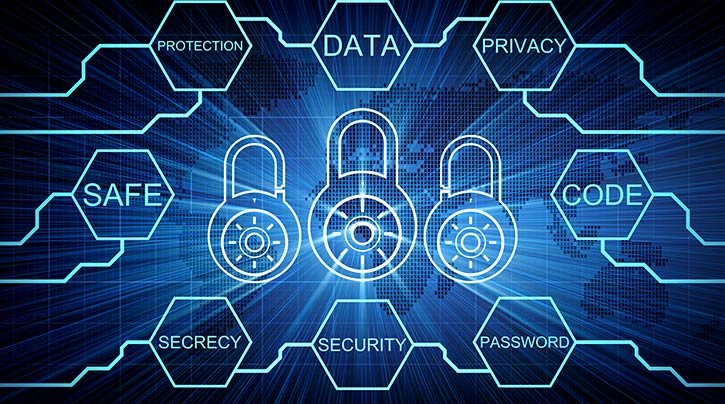 PROTECTION
DATA
PRIVACY
SAFE
CODE
SECRECY
SECURITY
PASSWORD